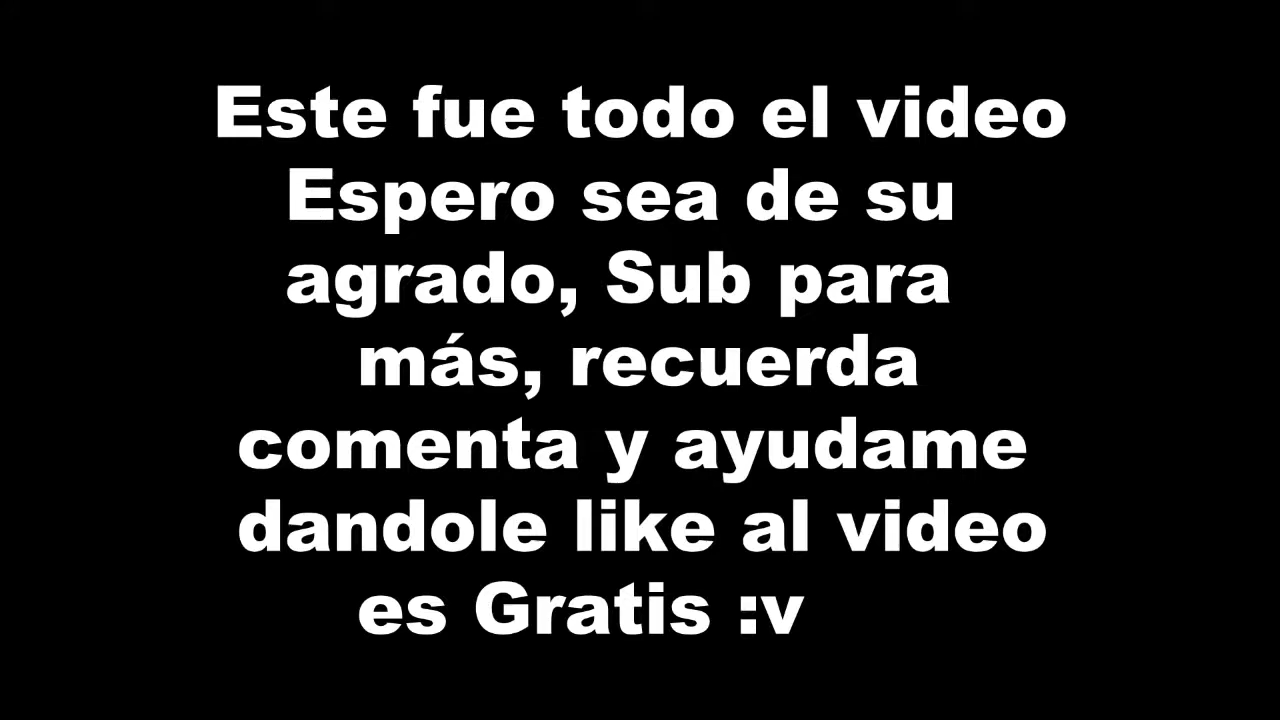 Este fue todo el video
Espero sea de su
agrado, Sub para
más, recuerda
comenta y ayudame
dandole like al video
es Gratis :v